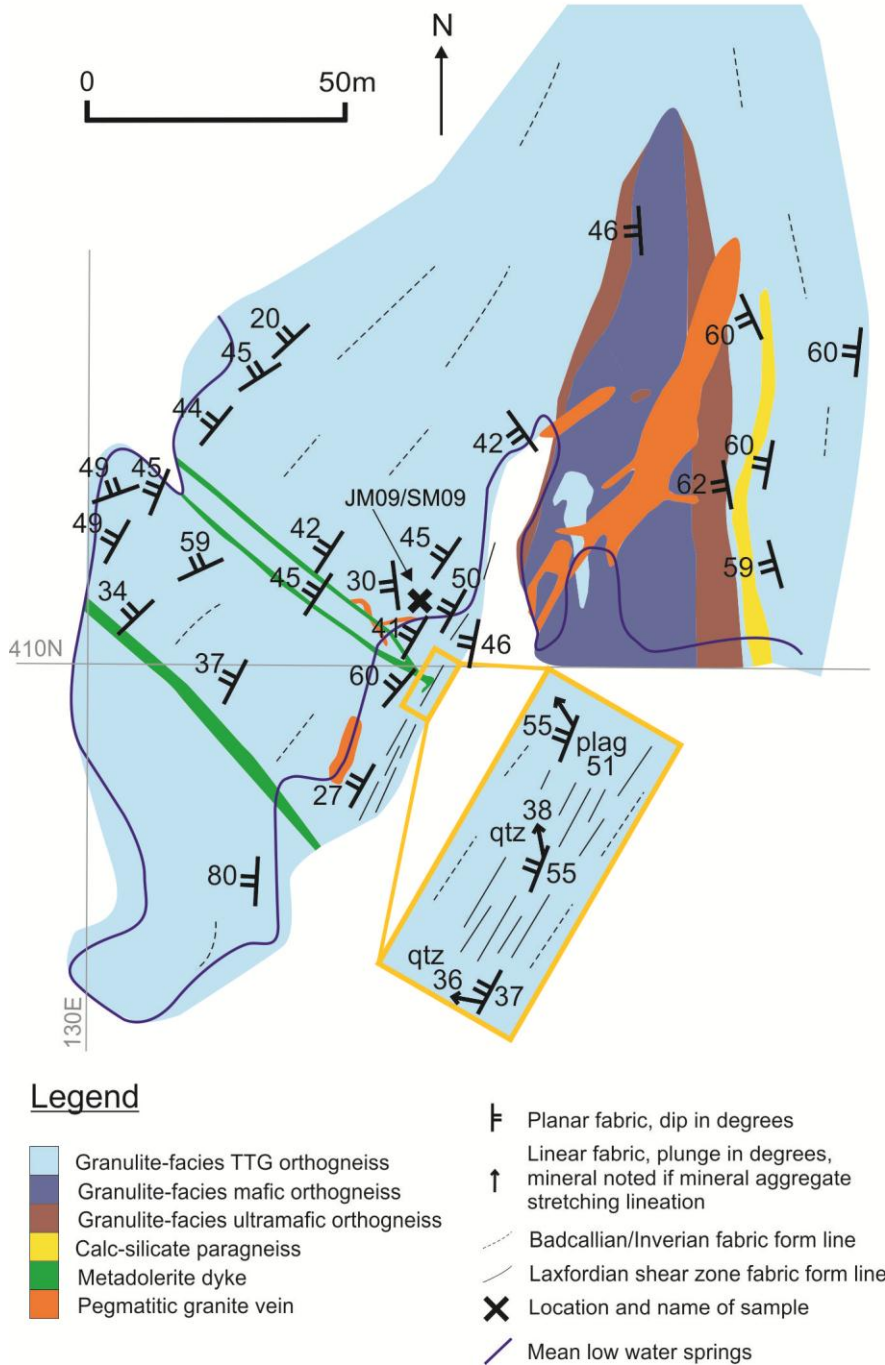 N
0 50m
46
20
60
60
45
44
42
60
49
45
62
JM09/SM09
49
42
45
59
59
45
30
50
34
41
46
410N
37
60
55
plag
51
27
38
qtz
55
80
qtz
36
37
130E
Legend
Granulite-facies TTG orthogneiss
Granulite-facies mafic orthogneiss
Granulite-facies ultramafic orthogneiss
Calc-silicate paragneiss
Metadolerite dyke
Pegmatitic granite vein
Planar fabric, dip in degrees
Linear fabric, plunge in degrees,
mineral noted if mineral aggregate
stretching lineation
Badcallian/Inverian fabric form line
Laxfordian shear zone fabric form line
Location and name of sample
Mean low water springs